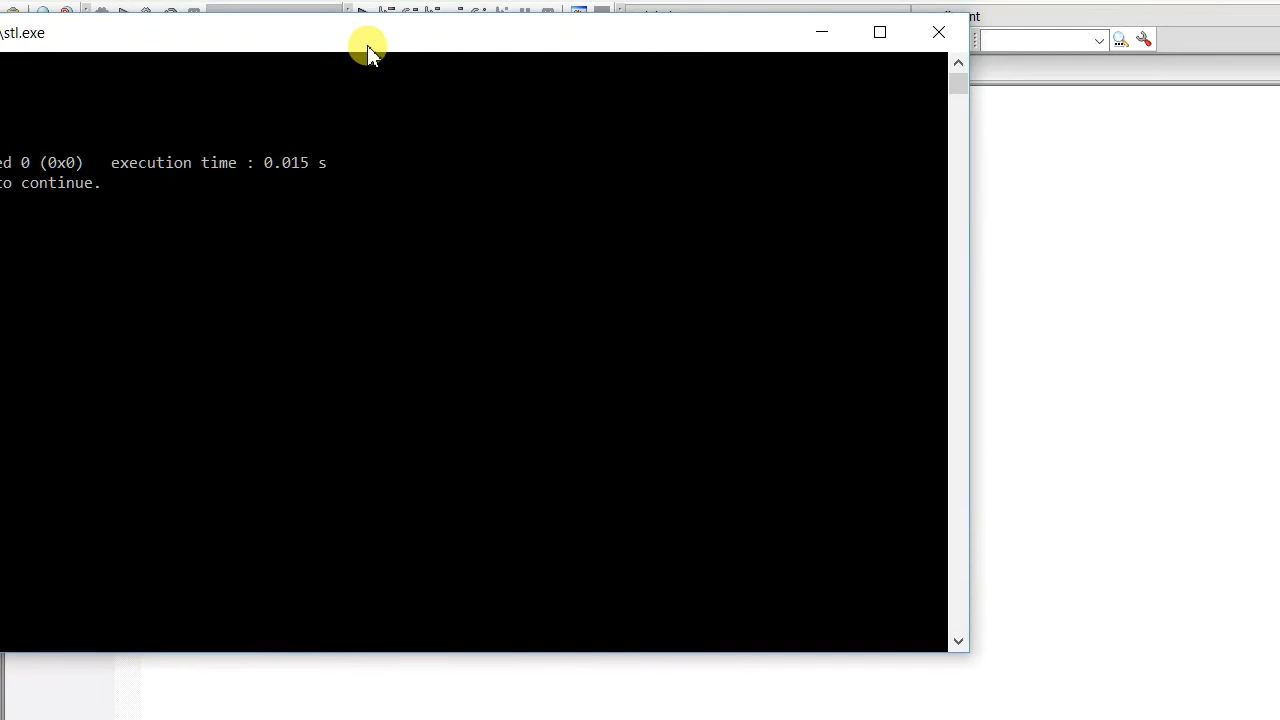 \stl.exe
nt
ed 0 (0x0)   execution time : 0.015 s
to continue.